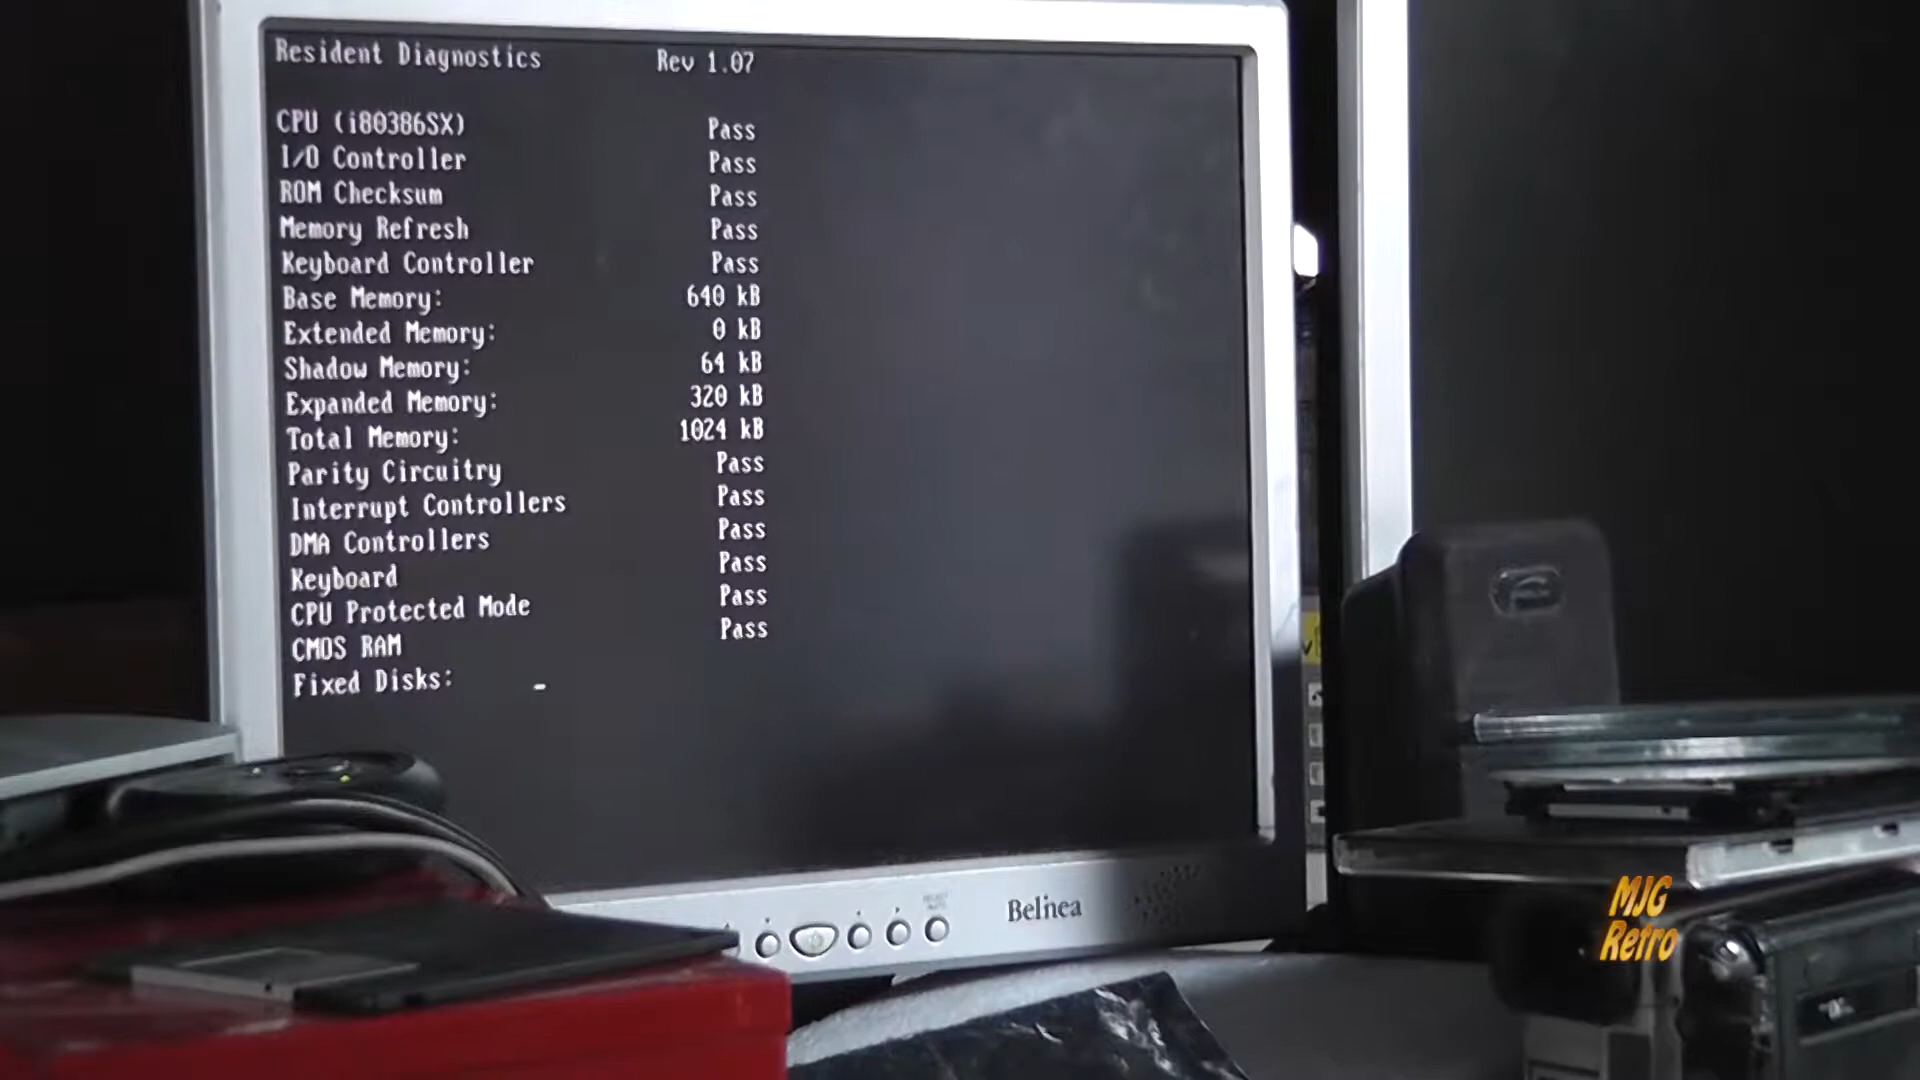 Resident Diagnostics Rev 1.07
CPU (i80386SX) Pass
I/O Controller Pass
ROM Checksum Pass
Memory Refresh Pass
Keyboard Controller Pass
Base Memory: 640 kB
Extended Memory: 0 kB
Shadow Memory: 64 kB
Expanded Memory: 320 kB
Total Memory: 1024 kB
Parity Circuitry Pass
Interrupt Controllers Pass
DMA Controllers Pass
Keyboard Pass
CPU Protected Mode Pass
CMOS RAM Pass
Fixed Disks: _
Belinea
MJG
Retro